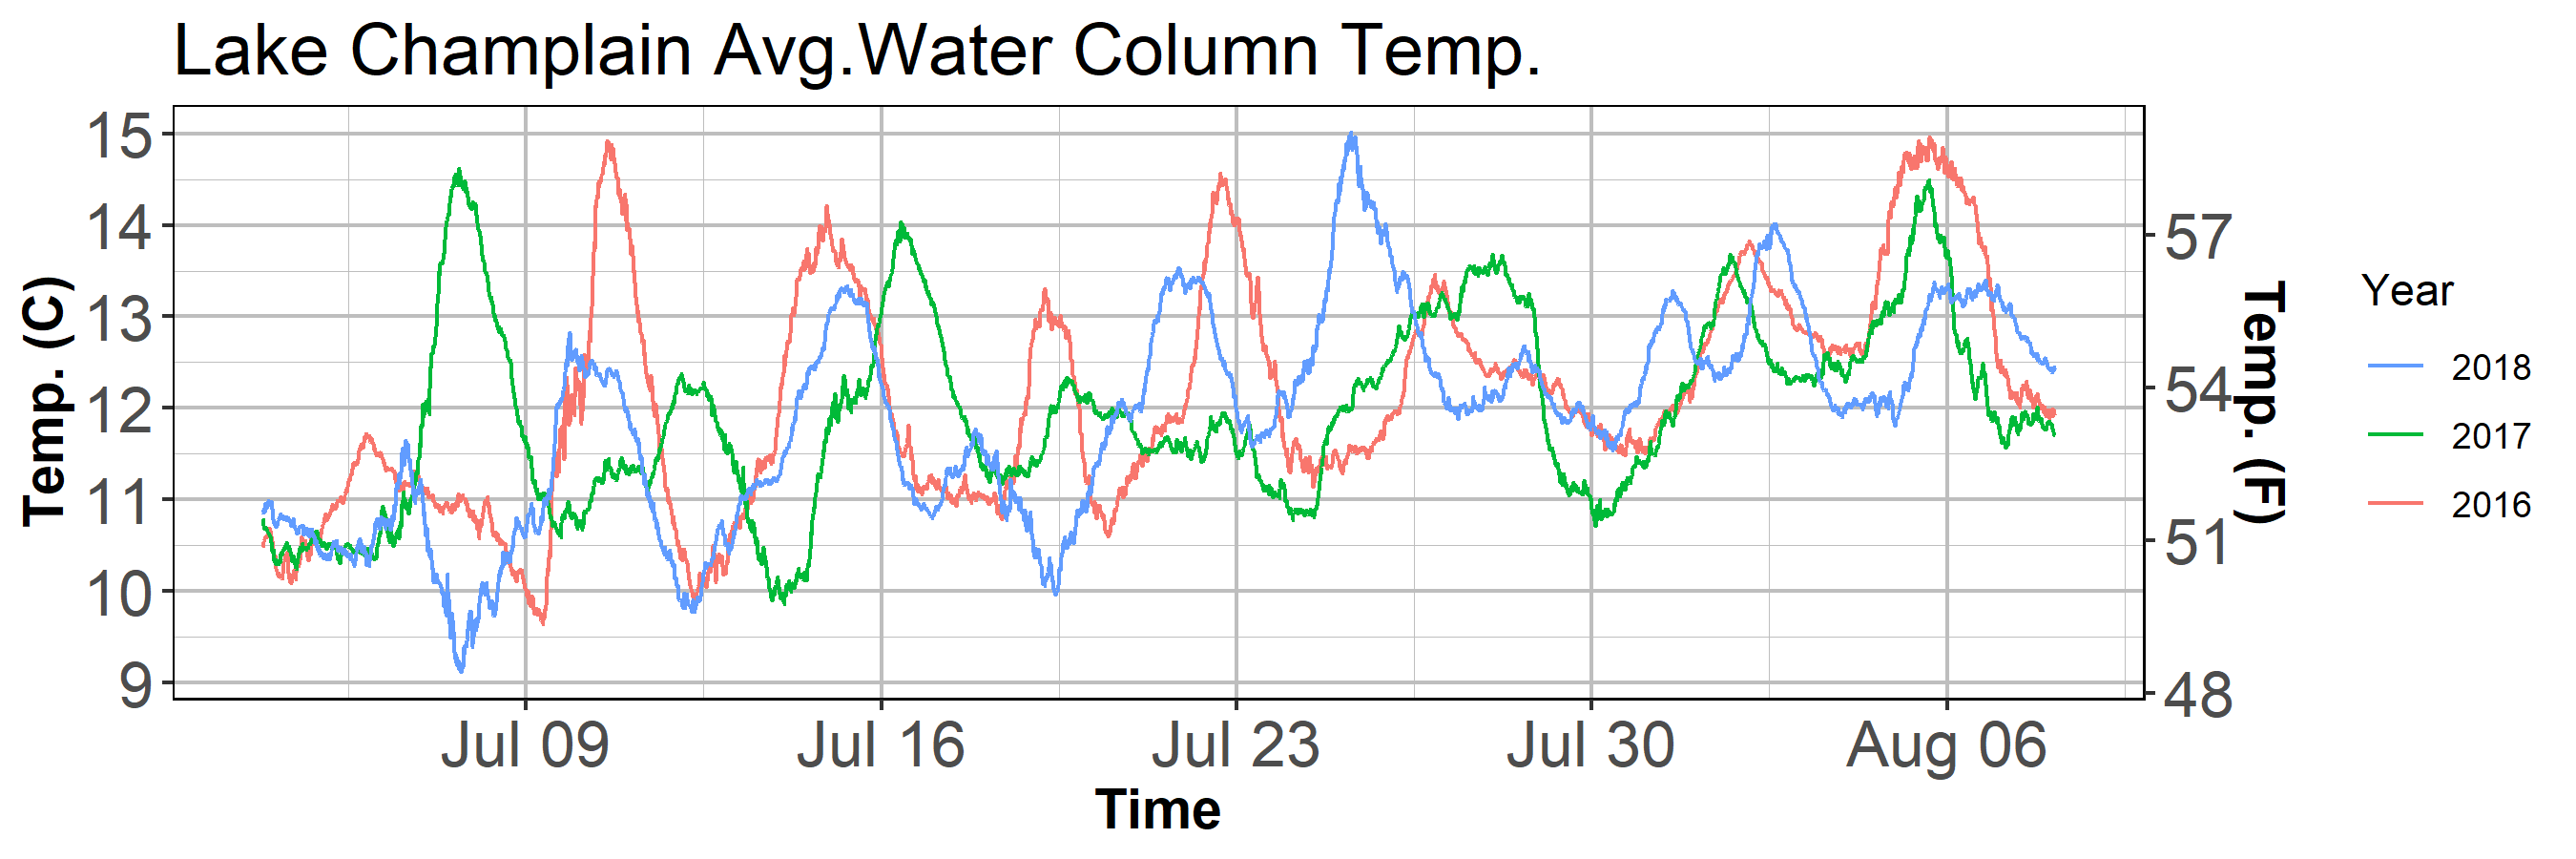 Lake Champlain Avg.Water Column Temp.
Temp. (C)
15
14
13
12
11
10
9
57
54
51
48
Temp. (F)
Jul 09
Jul 16
Jul 23
Jul 30
Aug 06
Time
Year
2018
2017
2016